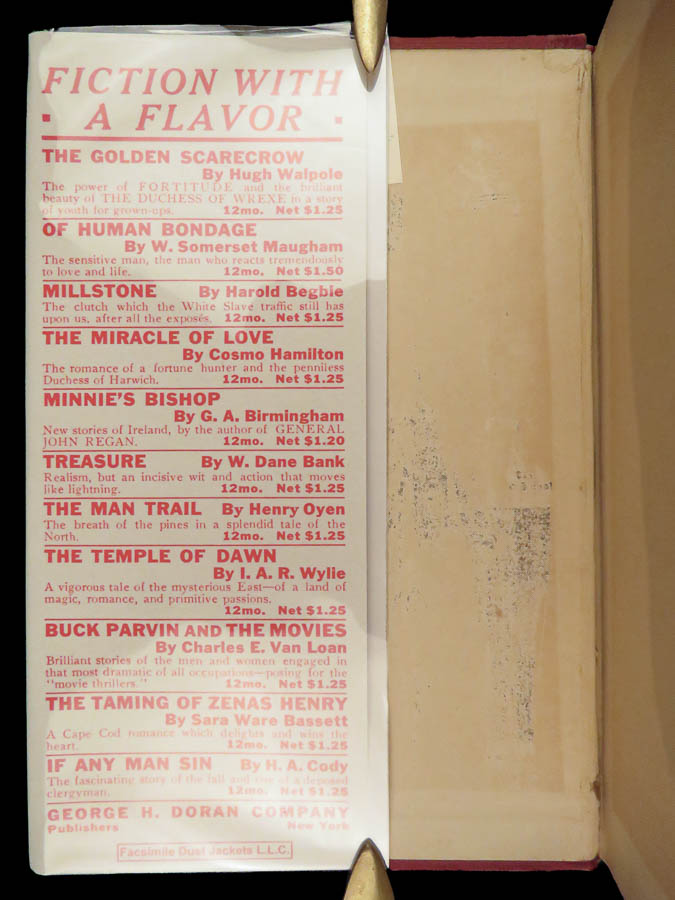 FICTION WITH
· A FLAVOR ·
THE GOLDEN SCARECROW
By Hugh Walpole
The power of FORTITUDE and the brilliant
beauty of THE DUCHESS OF WREXE in a story
of youth for grown-ups. 12mo. Net $1.25
OF HUMAN BONDAGE
By W. Somerset Maugham
The sensitive man, the man who reacts tremendously
to love and life. 12mo. Net $1.50
MILLSTONE By Harold Begbie
The clutch which the White Slave traffic still has
upon us, after all the exposés. 12mo. Net $1.25
THE MIRACLE OF LOVE
By Cosmo Hamilton
The romance of a fortune hunter and the penniless
Duchess of Harwich. 12mo. Net $1.25
MINNIE'S BISHOP
By G. A. Birmingham
New stories of Ireland, by the author of GENERAL
JOHN REGAN. 12mo. Net $1.20
TREASURE By W. Dane Bank
Realism, but an incisive wit and action that moves
like lightning. 12mo. Net $1.25
THE MAN TRAIL By Henry Oyen
The breath of the pines in a splendid tale of the
North. 12mo. Net $1.25
THE TEMPLE OF DAWN
By I. A. R. Wylie
A vigorous tale of the mysterious East—of a land of
magic, romance, and primitive passions.
12mo. Net $1.25
BUCK PARVIN AND THE MOVIES
By Charles E. Van Loan
Brilliant stories of the men and women engaged in
that most dramatic of all occupations—posing for the
"movie thrillers." 12mo. Net $1.25
THE TAMING OF ZENAS HENRY
By Sara Ware Bassett
A Cape Cod romance which delights and wins the
heart. 12mo. Net $1.25
IF ANY MAN SIN By H. A. Cody
The fascinating story of the fall and rise of a deposed
clergyman. 12mo. Net $1.25
GEORGE H. DORAN COMPANY
Publishers New York
Facsimile Dust Jackets L.L.C.